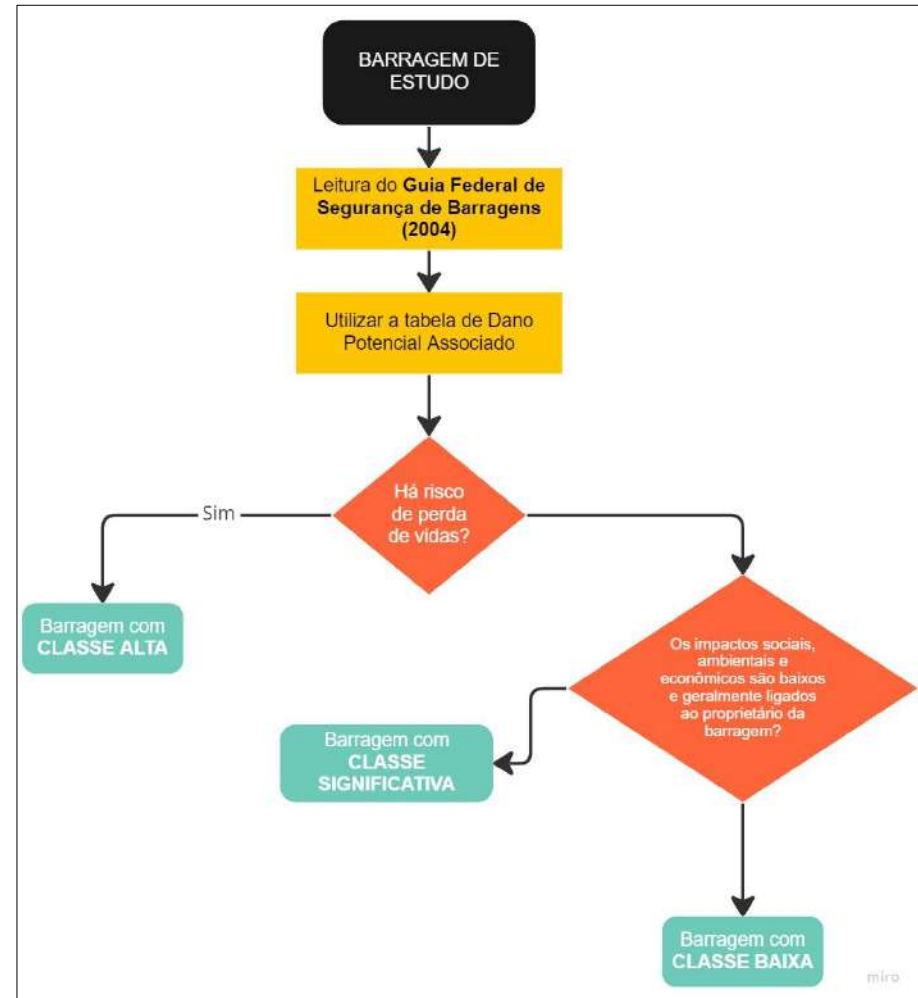 BARRAGEM DE
ESTUDO
Leitura do Guia Federal de
Segurança de Barragens
(2004)
Utilizar a tabela de Dano
Potencial Associado
Há risco
de perda
de vidas?
Sim
Barragem com
CLASSE ALTA
Os impactos sociais,
ambientais e
econômicos são baixos
e geralmente ligados
ao proprietário da
barragem?
Barragem com
CLASSE
SIGNIFICATIVA
Barragem com
CLASSE BAIXA
miro